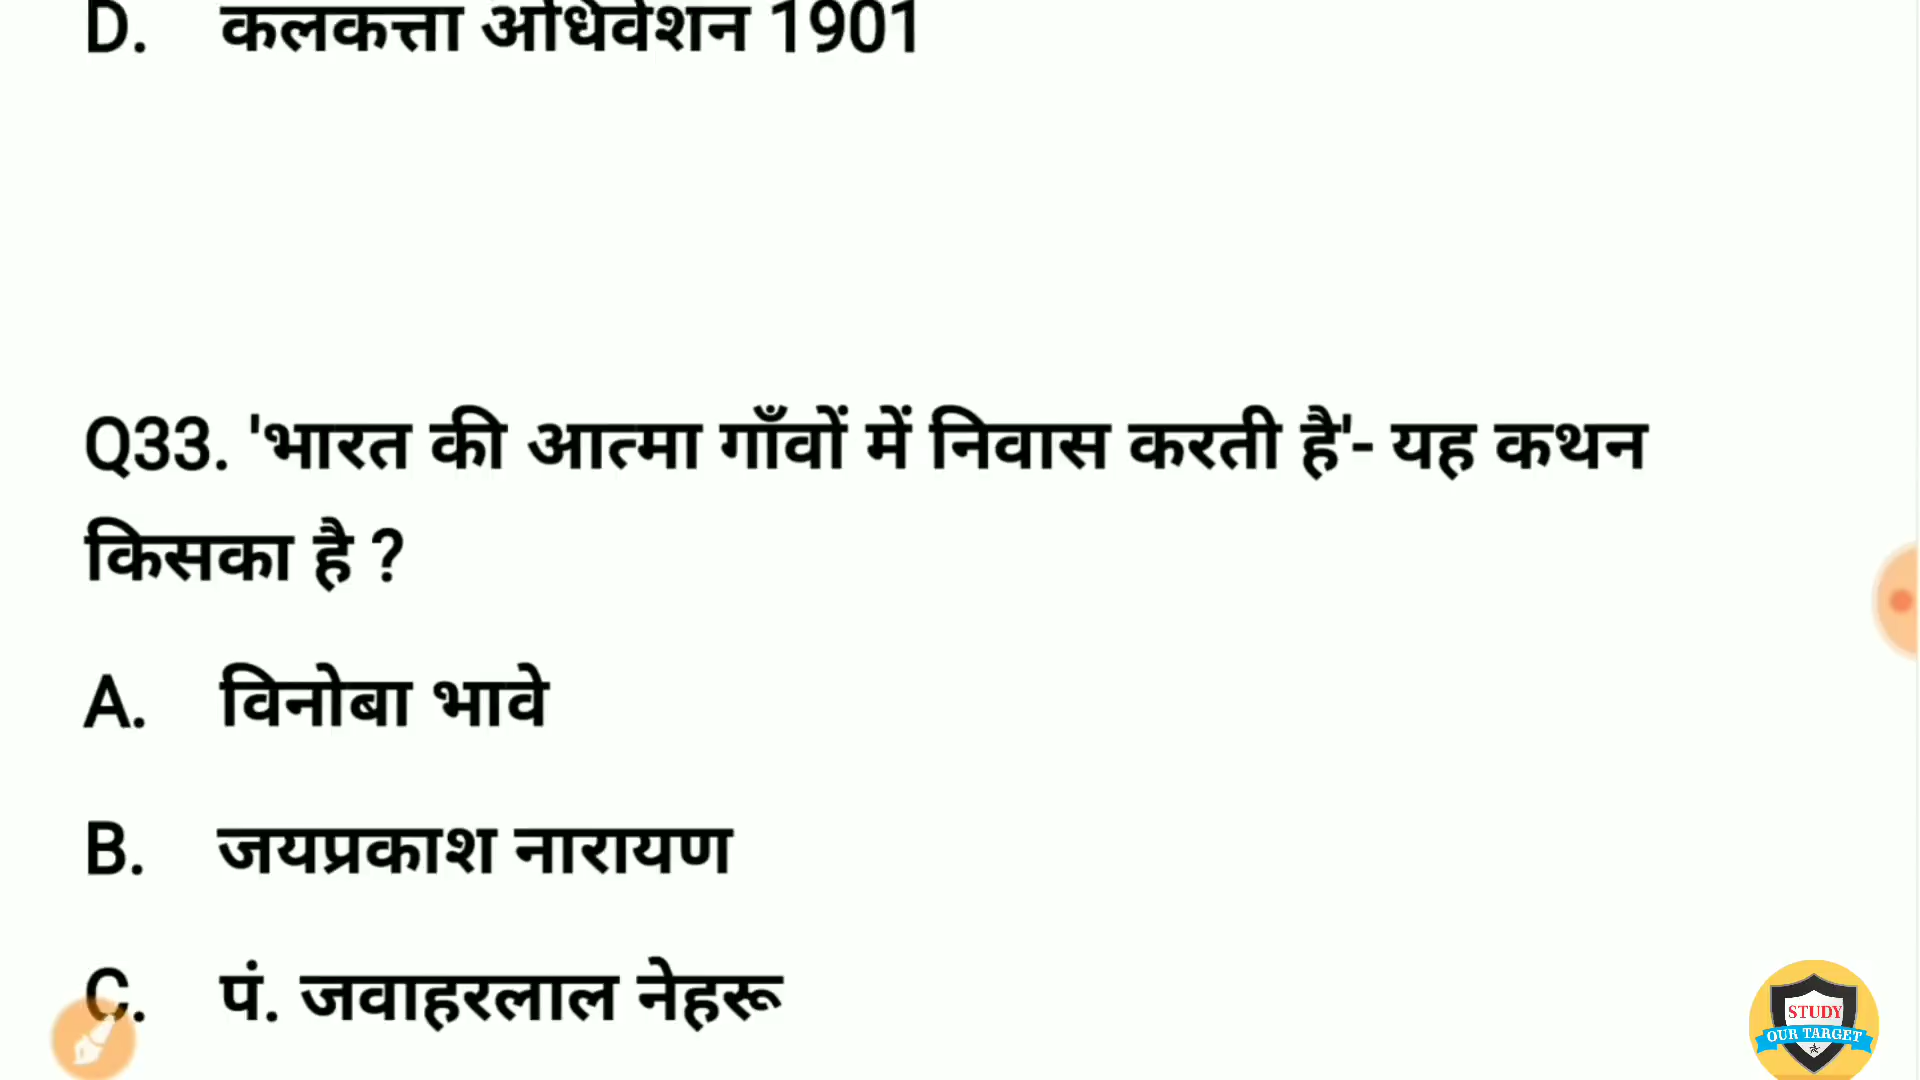 D. कलकत्ता अधिवेशन 1901
Q33. 'भारत की आत्मा गाँवों में निवास करती है'- यह कथन
किसका है ?
A. विनोबा भावे
B. जयप्रकाश नारायण
C. पं. जवाहरलाल नेहरू
STUDY
OUR TARGET